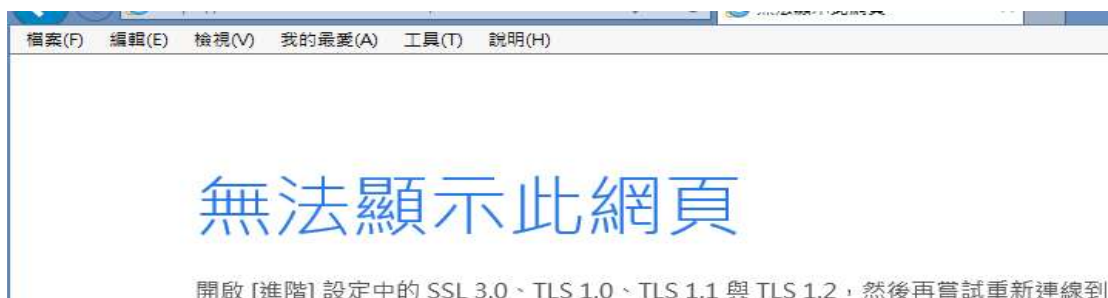 檔案(F) 編輯(E) 檢視(V) 我的最愛(A) 工具(T) 說明(H)
無法顯示此網頁
開啟 [進階] 設定中的 SSL 3.0、TLS 1.0、TLS 1.1 與 TLS 1.2，然後再嘗試重新連線到